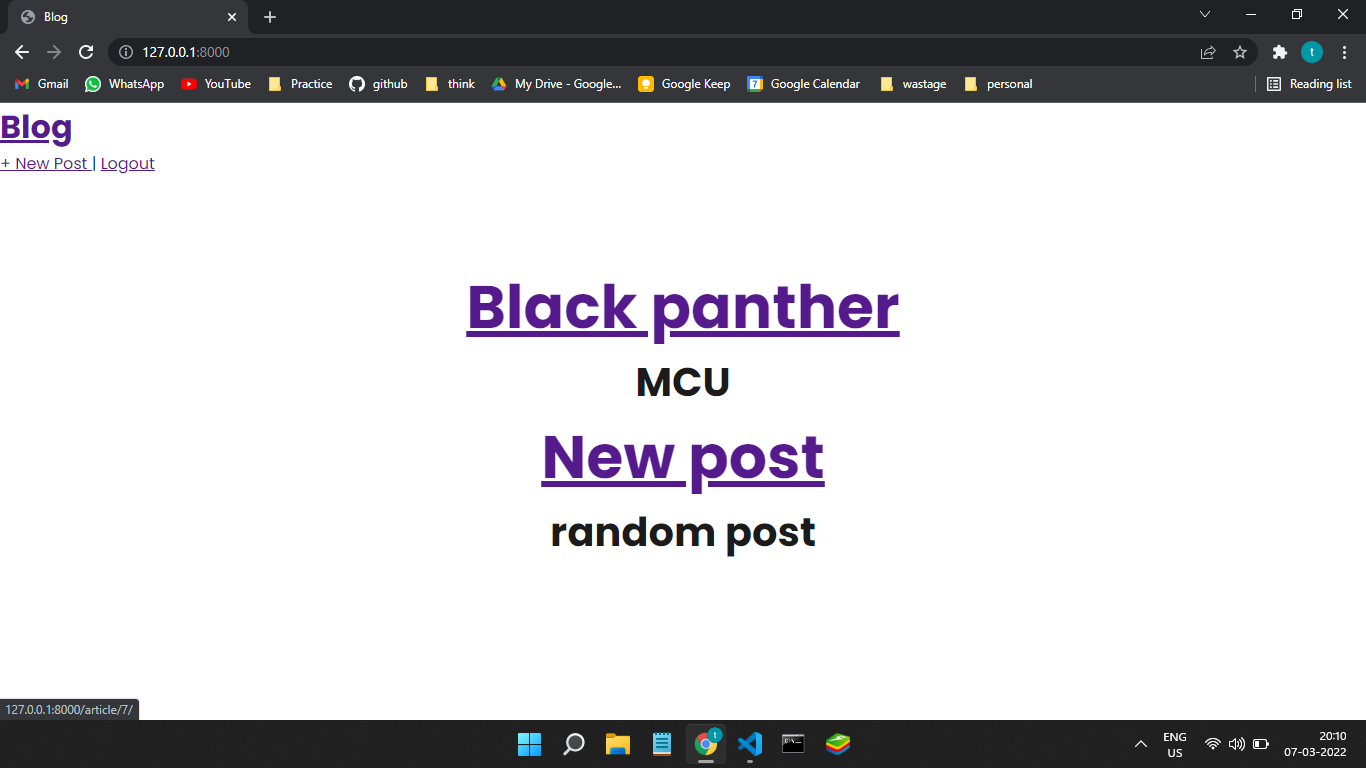 Blog
127.0.0.1:8000
t
Gmail WhatsApp YouTube Practice github think My Drive - Google... Google Keep 7 Google Calendar wastage personal Reading list
Blog
+ New Post | Logout
Black panther
MCU
New post
random post
127.0.0.1:8000/article/7/
t
ENG
US
20:10
07-03-2022